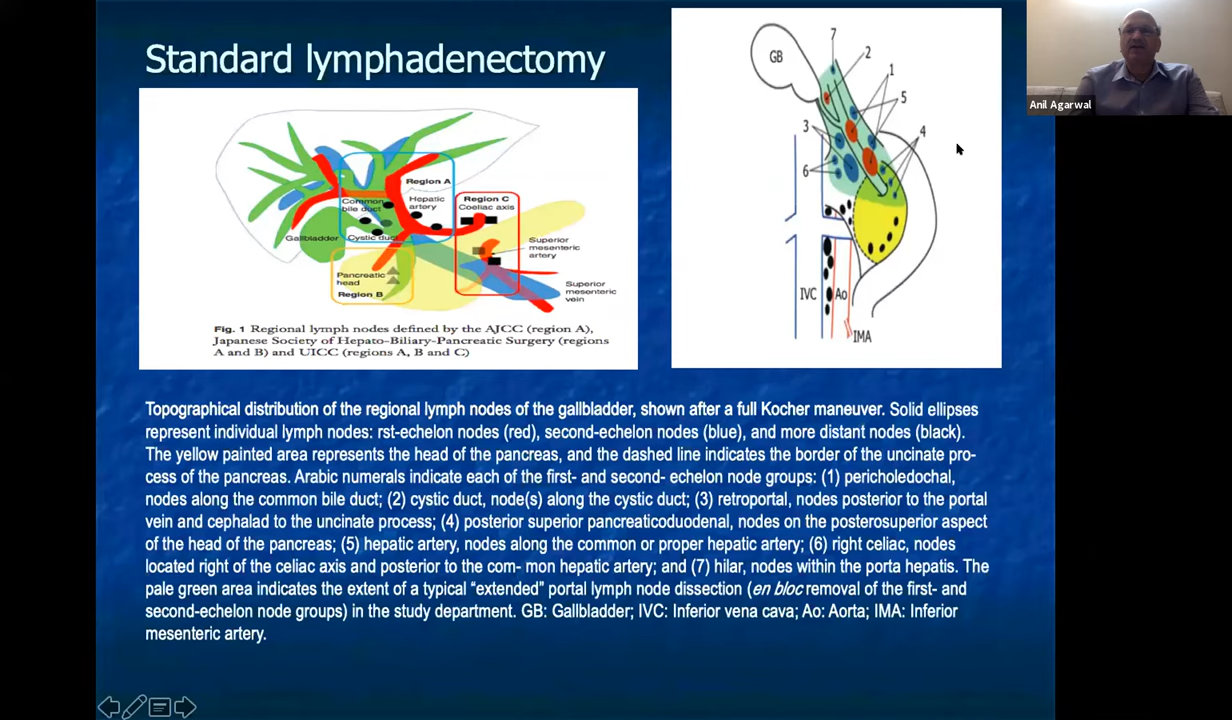 Standard lymphadenectomy
Region A
Common
bile duct
Hepatic
artery
Region C
Coeliac axis
Gallbladder
Cystic duct
Superior
mesenteric
artery
Pancreatic
head
Region B
Superior
mesenteric
vein
Fig. 1 Regional lymph nodes defined by the AJCC (region A),
Japanese Society of Hepato-Biliary-Pancreatic Surgery (regions
A and B) and UICC (regions A, B and C)
GB
7
2
1
5
3
4
6
IVC
Ao
IMA
Anil Agarwal
Topographical distribution of the regional lymph nodes of the gallbladder, shown after a full Kocher maneuver. Solid ellipses
represent individual lymph nodes: rst-echelon nodes (red), second-echelon nodes (blue), and more distant nodes (black).
The yellow painted area represents the head of the pancreas, and the dashed line indicates the border of the uncinate pro-
cess of the pancreas. Arabic numerals indicate each of the first- and second- echelon node groups: (1) pericholedochal,
nodes along the common bile duct; (2) cystic duct, node(s) along the cystic duct; (3) retroportal, nodes posterior to the portal
vein and cephalad to the uncinate process; (4) posterior superior pancreaticoduodenal, nodes on the posterosuperior aspect
of the head of the pancreas; (5) hepatic artery, nodes along the common or proper hepatic artery; (6) right celiac, nodes
located right of the celiac axis and posterior to the com- mon hepatic artery; and (7) hilar, nodes within the porta hepatis. The
pale green area indicates the extent of a typical “extended” portal lymph node dissection (en bloc removal of the first- and
second-echelon node groups) in the study department. GB: Gallbladder; IVC: Inferior vena cava; Ao: Aorta; IMA: Inferior
mesenteric artery.